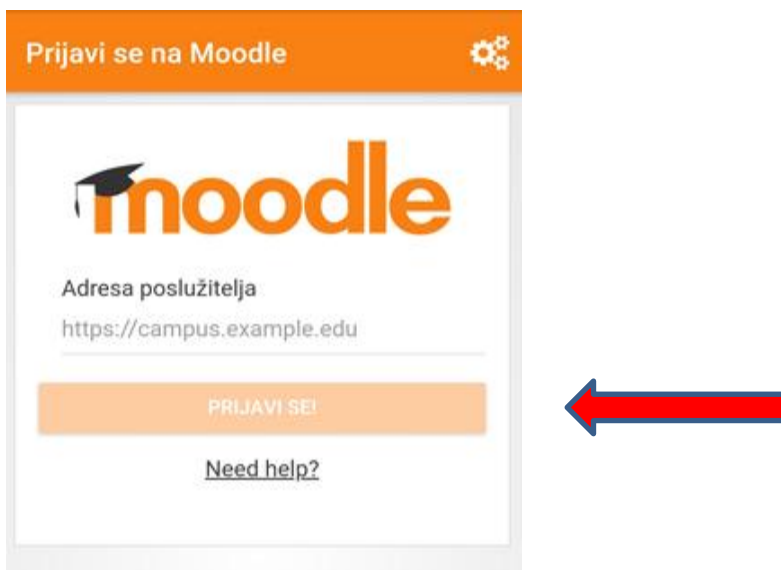 Prijavi se na Moodle
moodle
Adresa poslužitelja
https://campus.example.edu
PRIJAVI SE!
Need help?